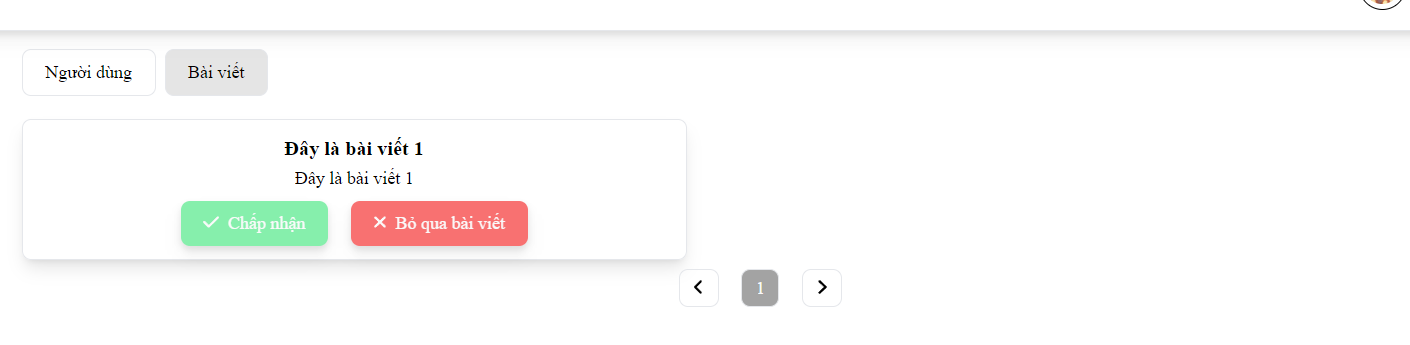 Người dùng
Bài viết
Đây là bài viết 1
Đây là bài viết 1
Chấp nhận
Bỏ qua bài viết
1